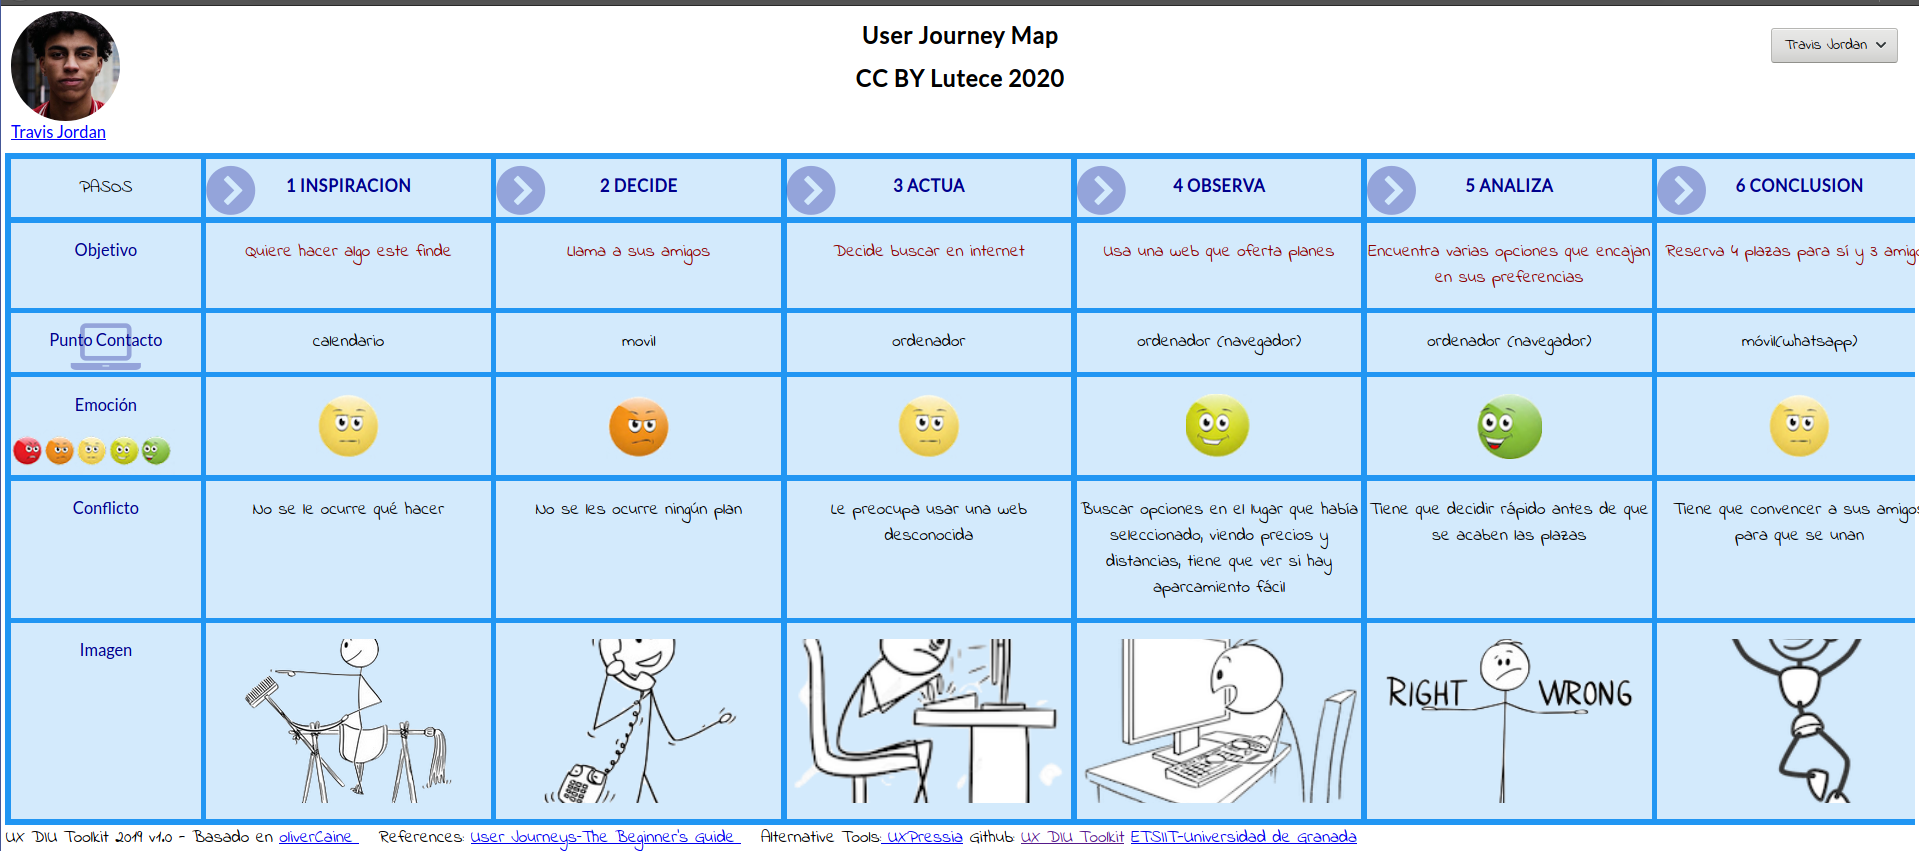 User Journey Map
CC BY Lutece 2020
Travis Jordan
Travis Jordan
PASOS
1 INSPIRACION
2 DECIDE
3 ACTUA
4 OBSERVA
5 ANALIZA
6 CONCLUSION
Objetivo
Quiere hacer algo este finde
Llama a sus amigos
Decide buscar en internet
Usa una web que oferta planes
Encuentra varias opciones que encajan
en sus preferencias
Reserva 4 plazas para sí y 3 amigo
Punto Contacto
calendario
movil
ordenador
ordenador (navegador)
ordenador (navegador)
móvil(whatsapp)
Emoción
Conflicto
No se le ocurre qué hacer
No se les ocurre ningún plan
Le preocupa usar una web
desconocida
Buscar opciones en el lugar que había
seleccionado, viendo precios y
distancias, tiene que ver si hay
aparcamiento fácil
Tiene que decidir rápido antes de que
se acaben las plazas
Tiene que convencer a sus amigos
para que se unan
Imagen
RIGHT WRONG
UX DIU Toolkit 2019 v1.0 - Basado en oliverCaine References: User Journeys-The Beginner's Guide Alternative Tools: UXPressia Github: UX DIU Toolkit ETSIIT-Universidad de Granada